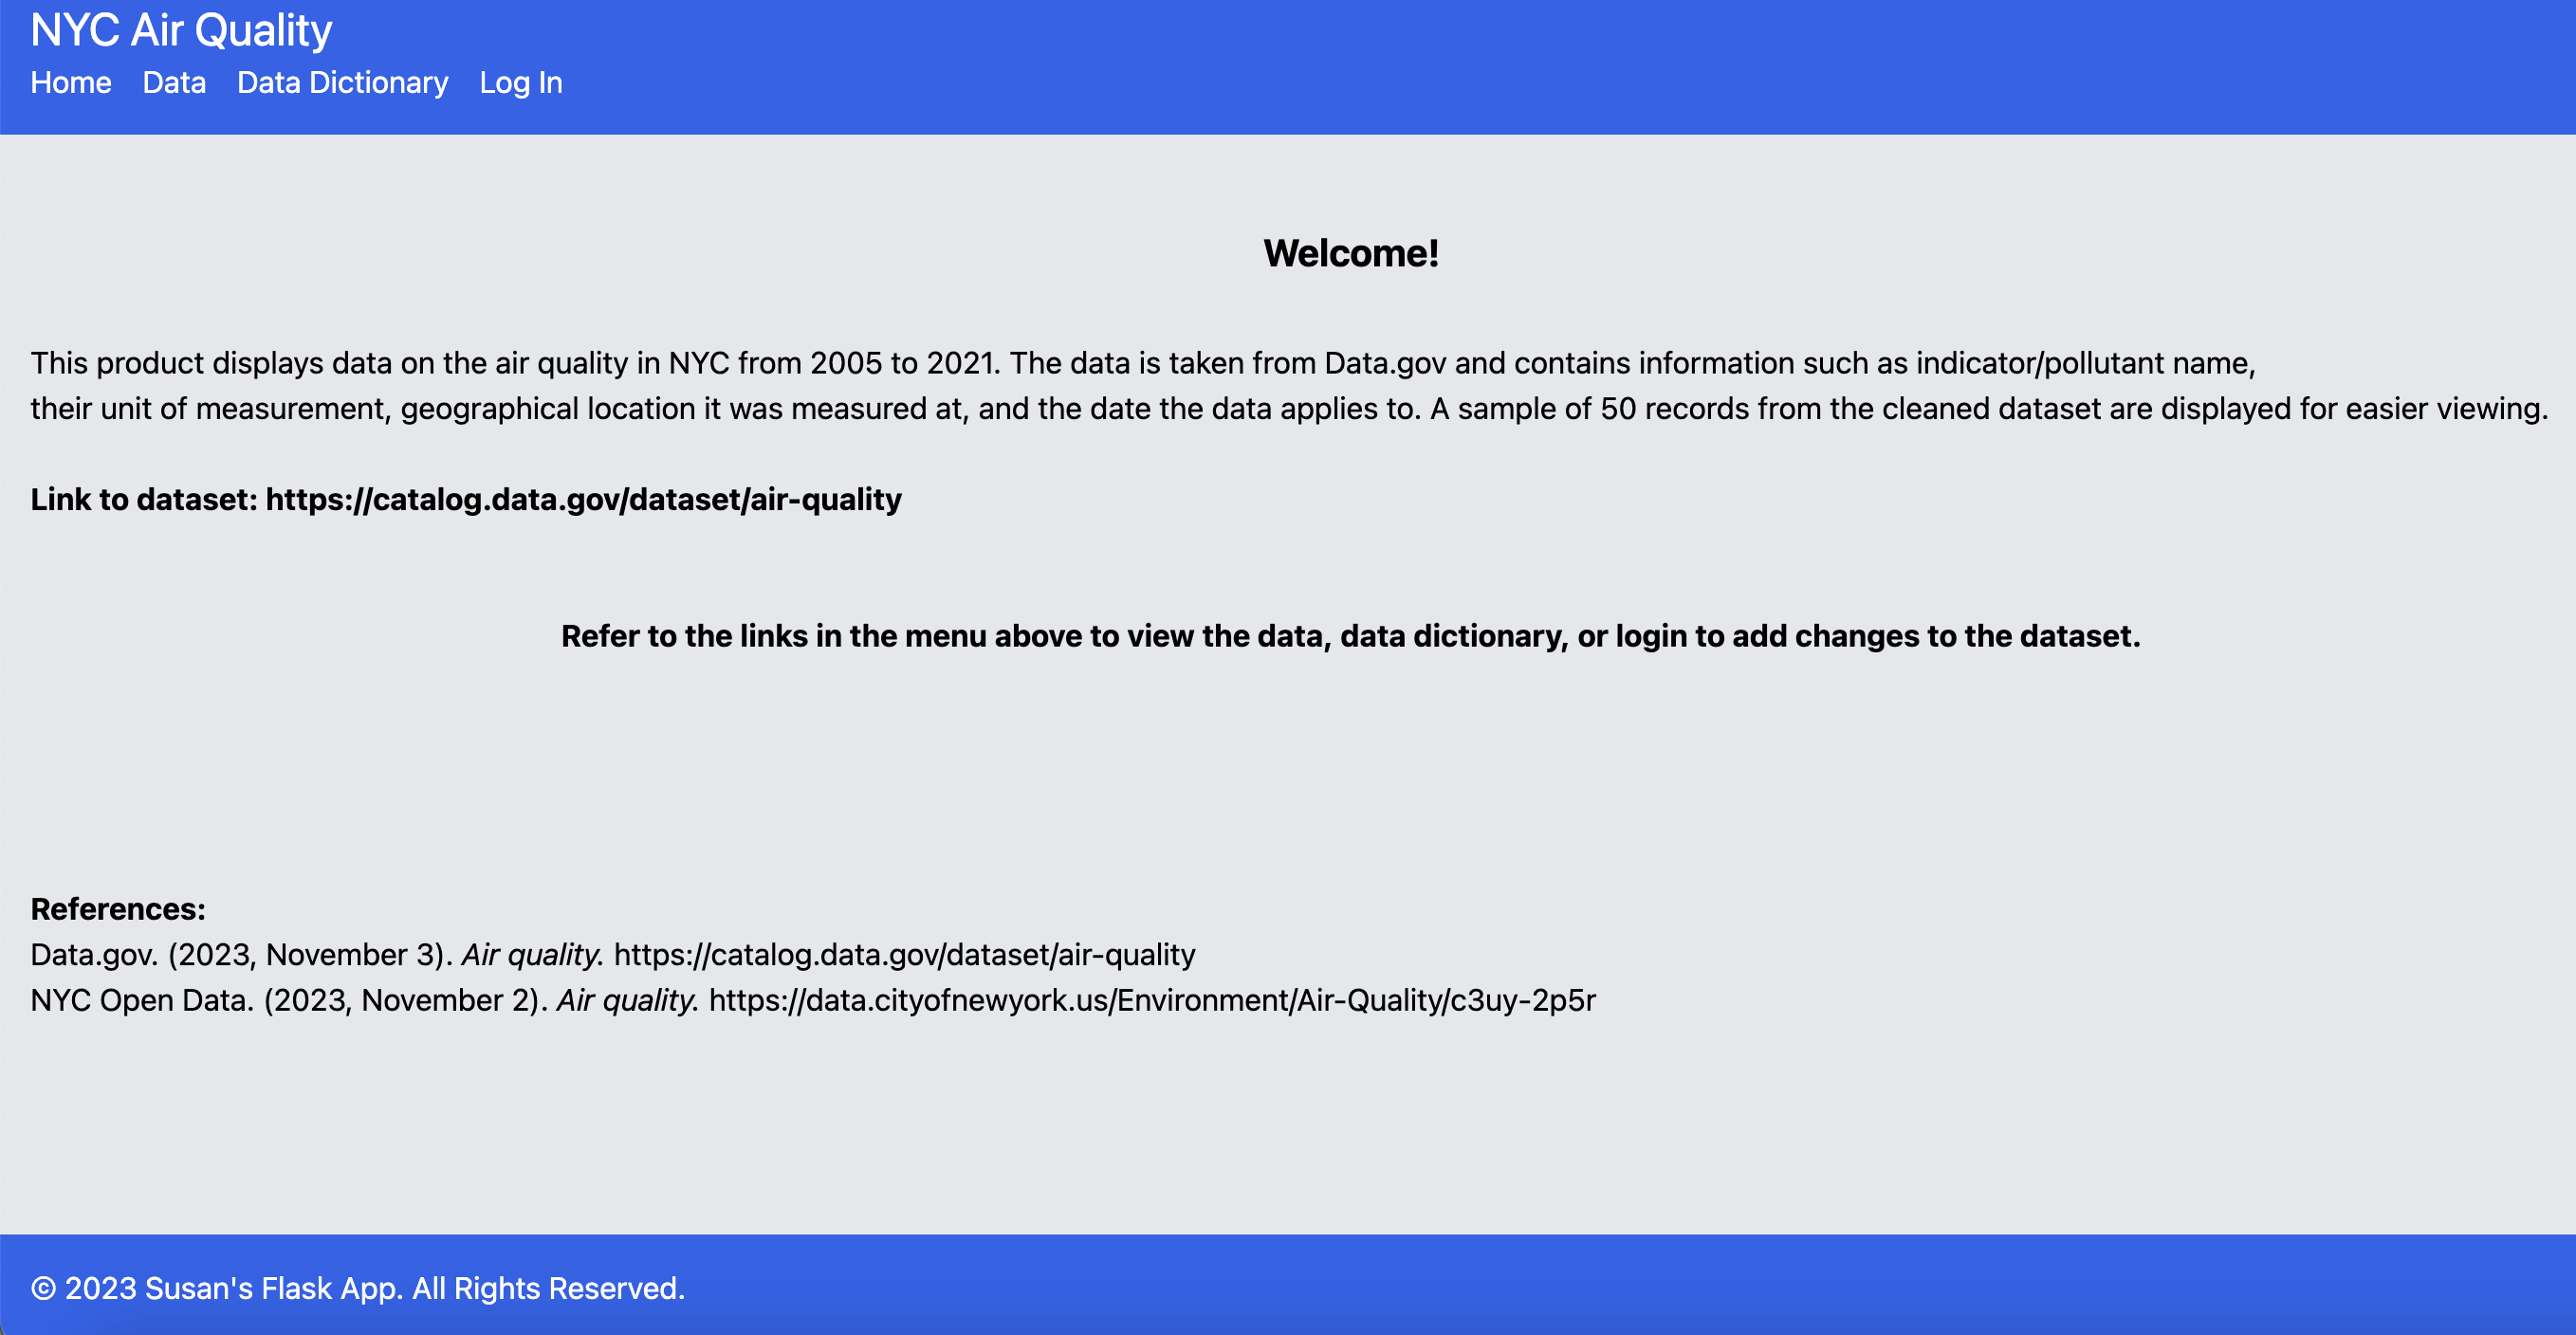 NYC Air Quality
Home Data Data Dictionary Log In
Welcome!
This product displays data on the air quality in NYC from 2005 to 2021. The data is taken from Data.gov and contains information such as indicator/pollutant name,
their unit of measurement, geographical location it was measured at, and the date the data applies to. A sample of 50 records from the cleaned dataset are displayed for easier viewing.
Link to dataset: https://catalog.data.gov/dataset/air-quality
Refer to the links in the menu above to view the data, data dictionary, or login to add changes to the dataset.
References:
Data.gov. (2023, November 3). Air quality. https://catalog.data.gov/dataset/air-quality
NYC Open Data. (2023, November 2). Air quality. https://data.cityofnewyork.us/Environment/Air-Quality/c3uy-2p5r
© 2023 Susan's Flask App. All Rights Reserved.